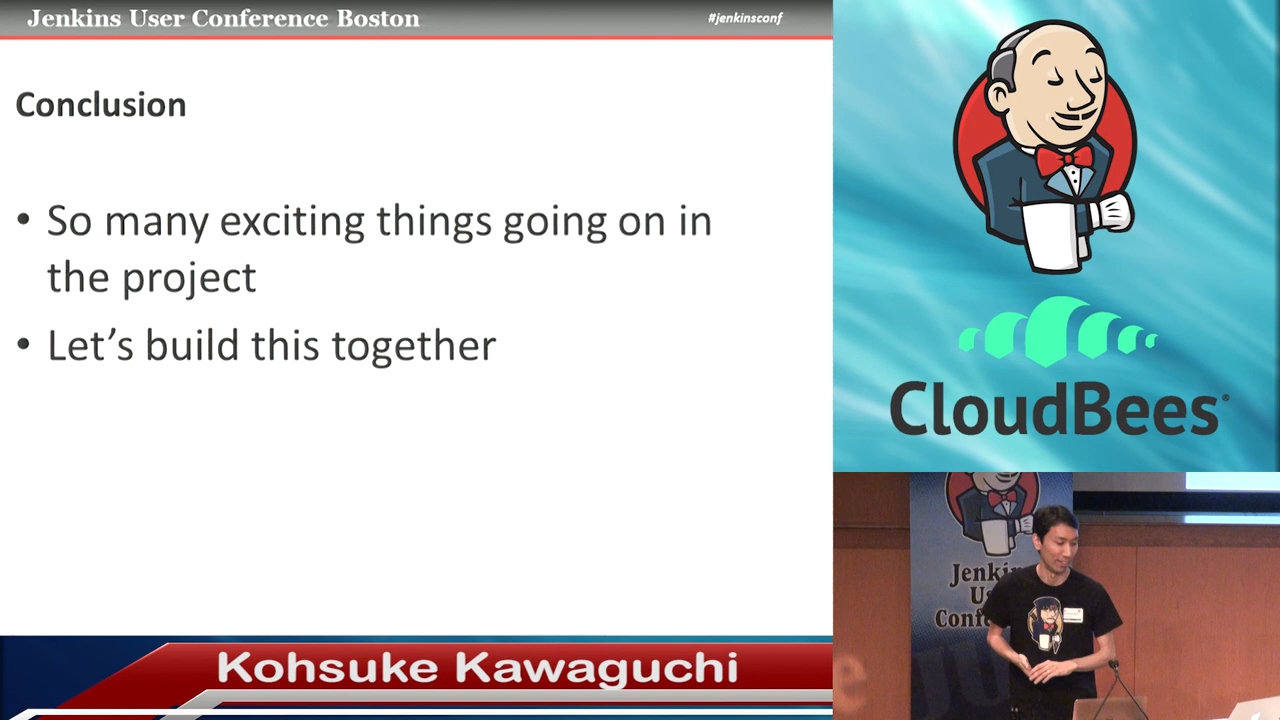 Jenkins User Conference Boston
#jenkinsconf
Conclusion
• So many exciting things going on in
the project
• Let's build this together
CloudBees®
Kohsuke Kawaguchi